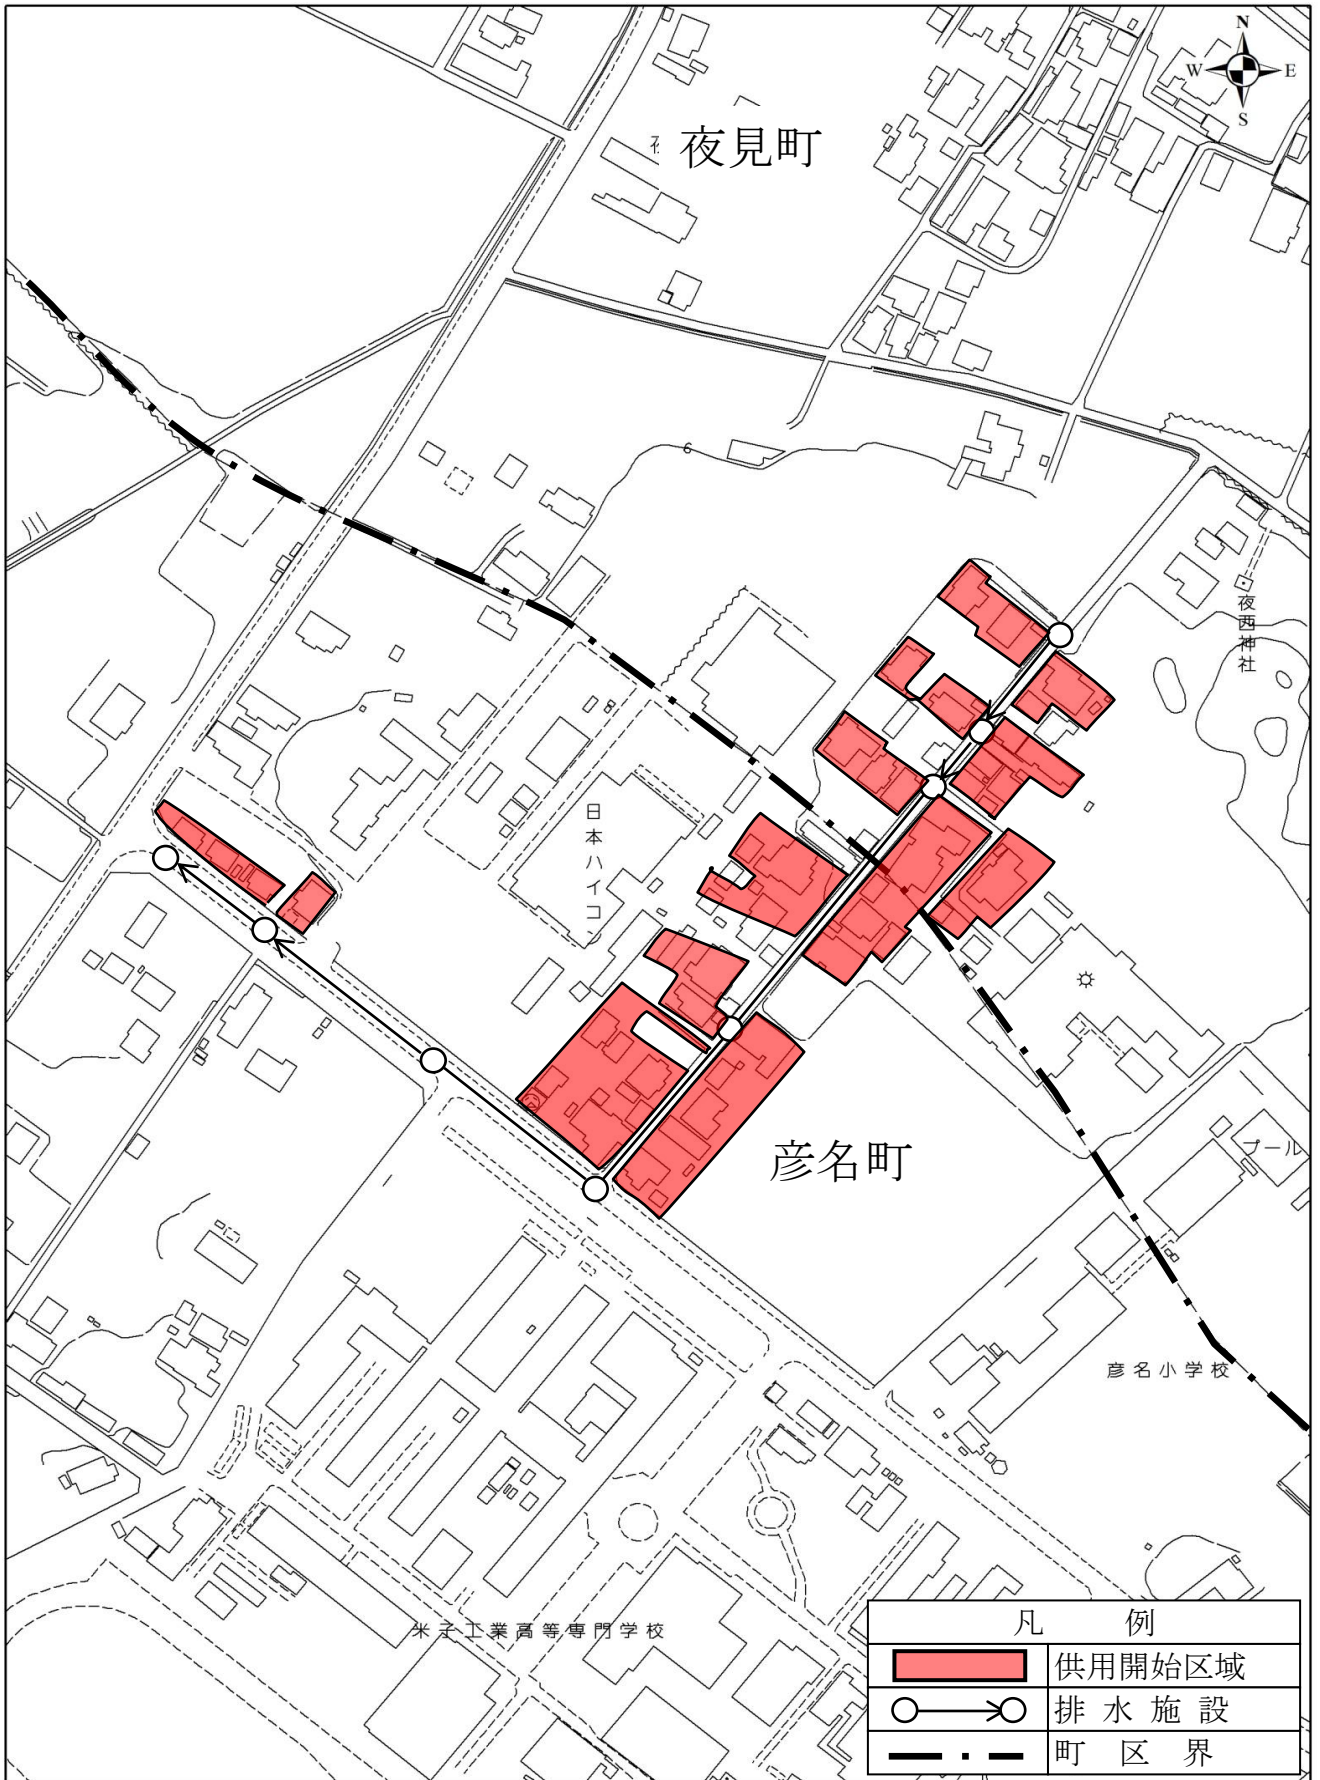 N
W E
S
夜見町
6
夜西神社
日本ハイコン
彦名町
プール
彦名小学校
米子工業高等専門学校
凡 例
供用開始区域
排水施設
町区界